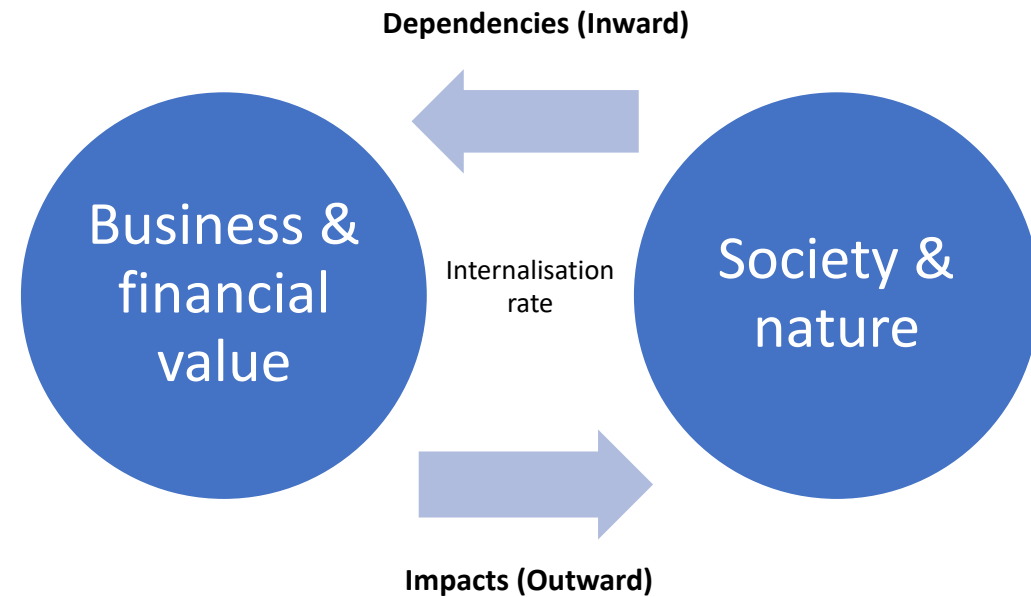 Dependencies (Inward)
Business &
financial
value
Internalisation
rate
Society &
nature
Impacts (Outward)